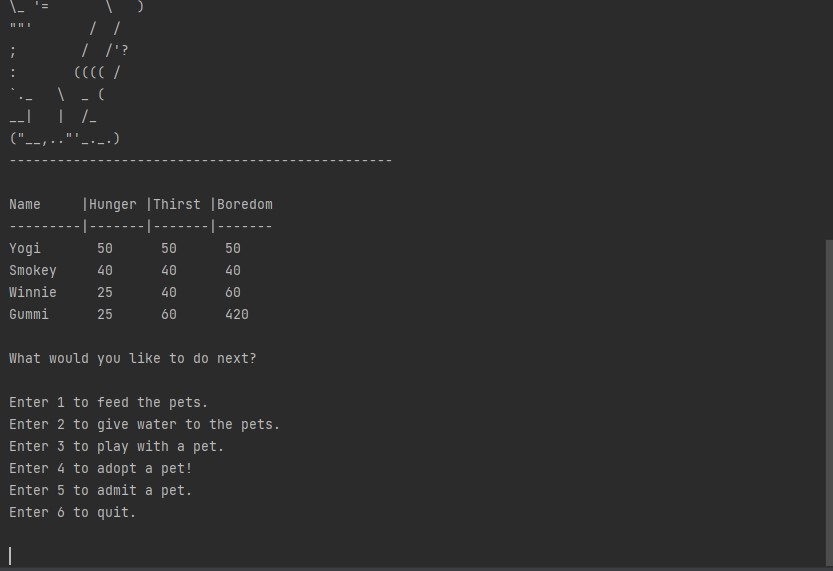 \_ '=       \   )
""'       /  /
;        /  /'?
:       (((( /
`._   \  _ (
__|   |  /_
("__,.."'_._.)
------------------------------------------------
Name     |Hunger |Thirst |Boredom
---------|-------|-------|-------
Yogi       50      50      50
Smokey     40      40      40
Winnie     25      40      60
Gummi      25      60      420
What would you like to do next?
Enter 1 to feed the pets.
Enter 2 to give water to the pets.
Enter 3 to play with a pet.
Enter 4 to adopt a pet!
Enter 5 to admit a pet.
Enter 6 to quit.